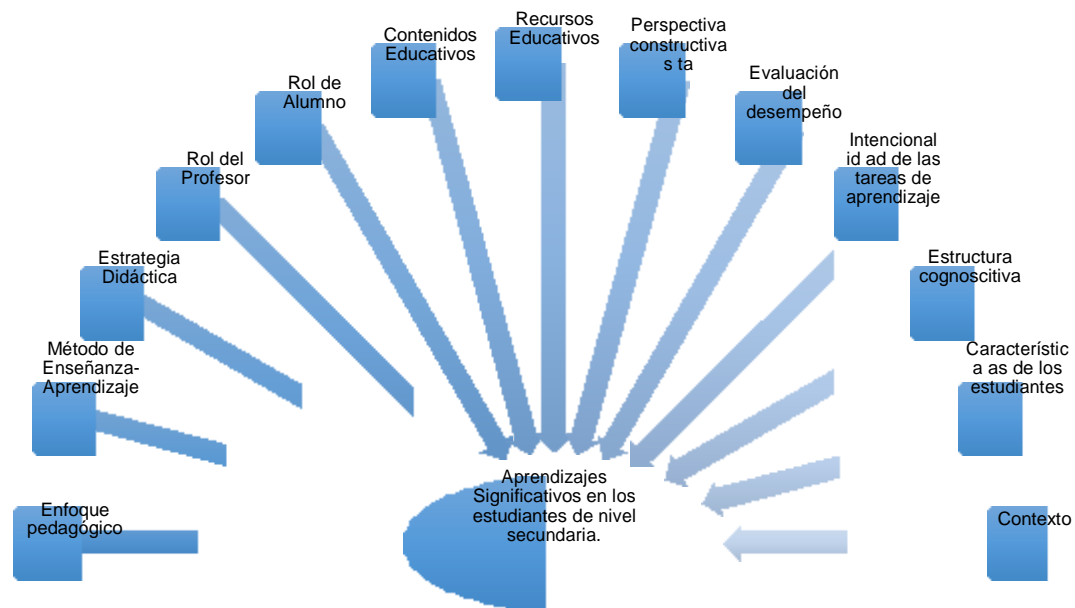 Enfoque
pedagógico
Método de
Enseñanza-
Aprendizaje
Estrategia
Didáctica
Rol del
Profesor
Rol de
Alumno
Contenidos
Educativos
Recursos
Educativos
Perspectiva
constructiva
s ta
Evaluación
del
desempeño
Intencional
id ad de las
tareas de
aprendizaje
Estructura
cognoscitiva
Característic
a as de los
estudiantes
Contexto
Aprendizajes
Significativos en los
estudiantes de nivel
secundaria.